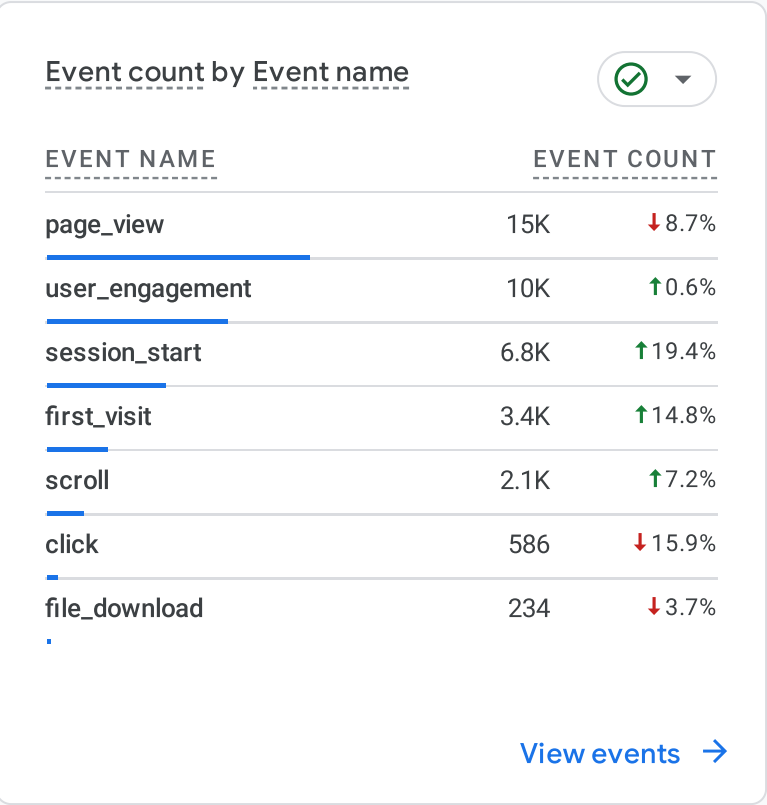 Event count by Event name
EVENT NAME EVENT COUNT
page_view 15K ↓8.7%
user_engagement 10K ↑0.6%
session_start 6.8K ↑19.4%
first_visit 3.4K ↑14.8%
scroll 2.1K ↑7.2%
click 586 ↓15.9%
file_download 234 ↓3.7%
View events →